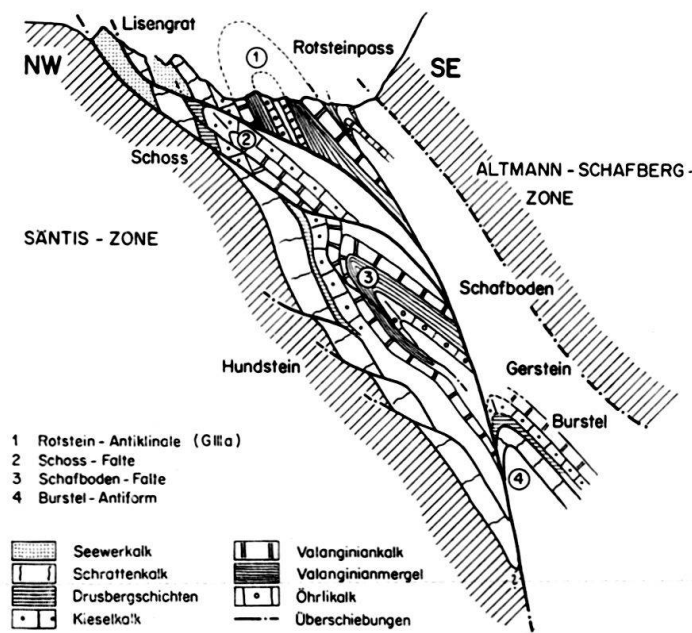 Lisengrat
Rotsteinpass
NW
1
SE
2
Schoss
ALTMANN - SCHAFBERG -
ZONE
SÄNTIS - ZONE
3
Schafboden
Hundstein
Gerstein
Burstel
4
1 Rotstein - Antiklinale (GIIIa)
2 Schoss - Falte
3 Schafboden - Falte
4 Burstel - Antiform
Seewerkalk
Schrattenkalk
Drusbergschichten
Kieselkalk
Valanginiankalk
Valanginianmergel
Öhrlikalk
Überschiebungen
?